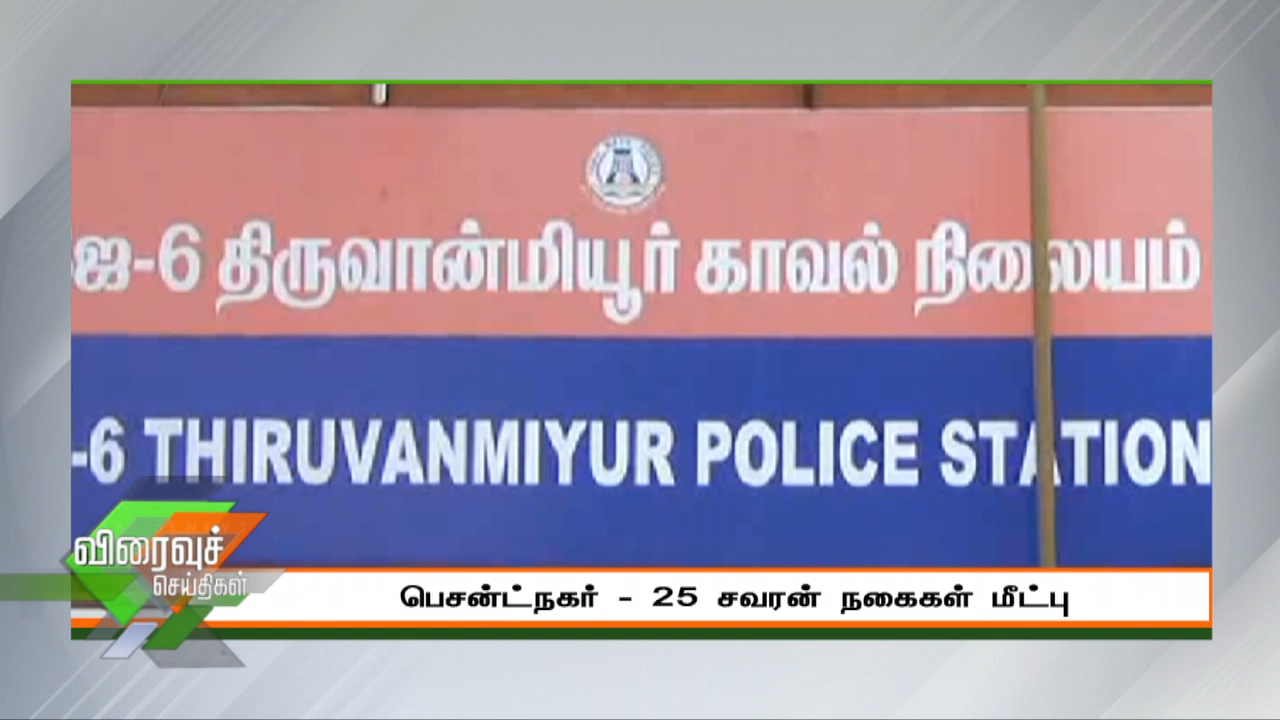 ஜை-6 திருவான்மியூர் காவல் நிலையம்
-6 THIRUVANMIYUR POLICE STATION
விரைவுச்
செய்திகள்
பெசன்ட்நகர் - 25 சவரன் நகைகள் மீட்பு